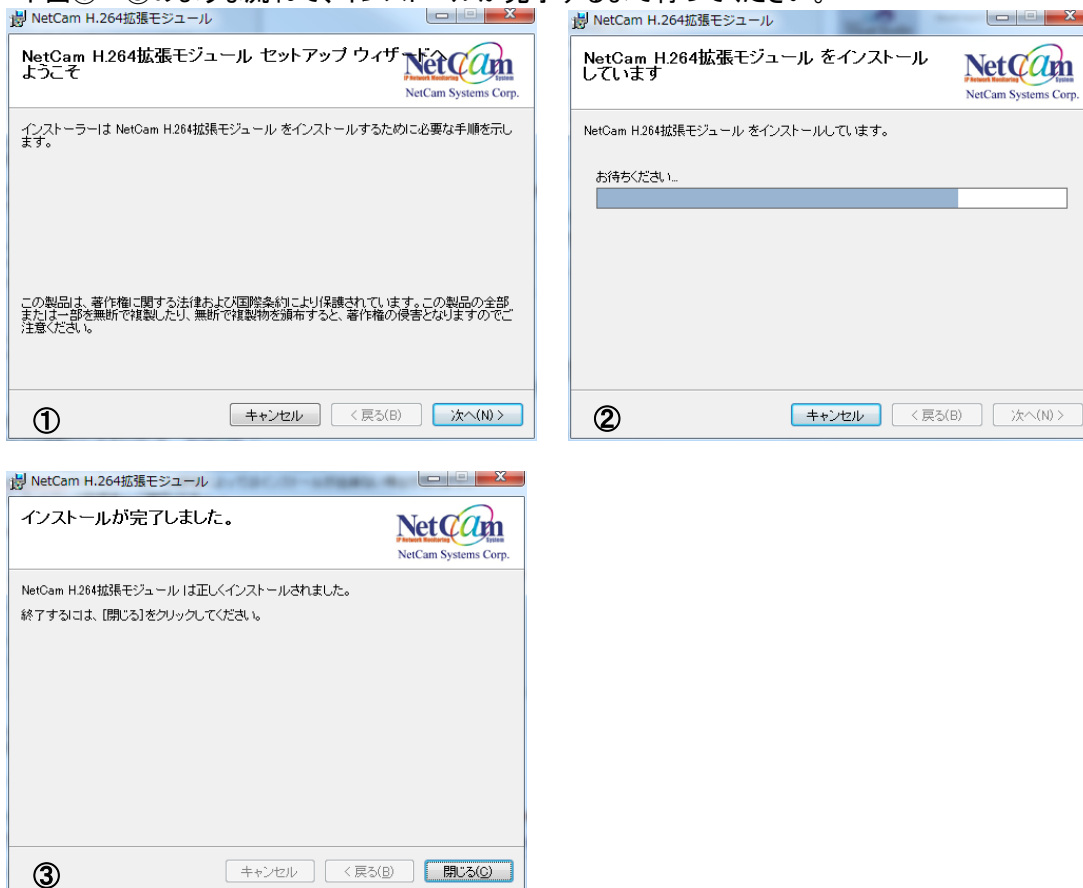 NetCam H.264拡張モジュール
NetCam H.264拡張モジュール セットアップ ウィザードへ
ようこそ
NetCam
IP Network Monitoring System
NetCam Systems Corp.
インストーラーは NetCam H.264拡張モジュール をインストールするために必要な手順を示し
ます。
この製品は、著作権に関する法律および国際条約により保護されています。この製品の全部
または一部を無断で複製したり、無断で複製物を頒布すると、著作権の侵害となりますのでご
注意ください。
①
キャンセル
< 戻る(B)
次へ(N) >
NetCam H.264拡張モジュール
NetCam H.264拡張モジュール をインストール
しています
NetCam
IP Network Monitoring System
NetCam Systems Corp.
NetCam H.264拡張モジュール をインストールしています。
お待ちください...
②
キャンセル
< 戻る(B)
次へ(N) >
NetCam H.264拡張モジュール
インストールが完了しました。
NetCam
IP Network Monitoring System
NetCam Systems Corp.
NetCam H.264拡張モジュール は正しくインストールされました。
終了するには、[閉じる]をクリックしてください。
③
キャンセル
< 戻る(B)
閉じる(C)